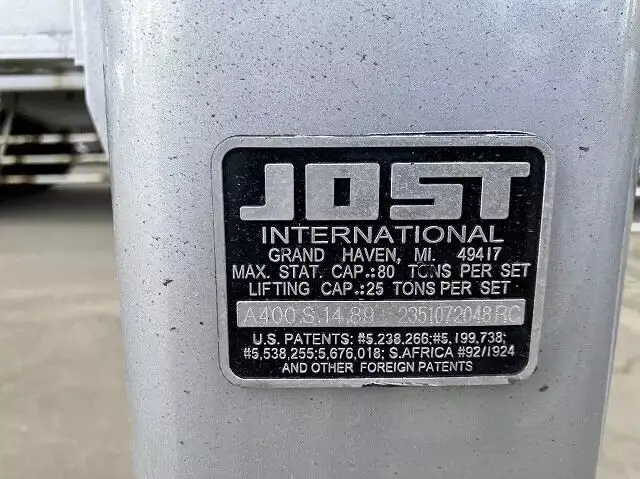 JOST
INTERNATIONAL
GRAND HAVEN, MI. 49417
MAX. STAT. CAP.:80 TONS PER SET
LIFTING CAP.:25 TONS PER SET
A400.S.14.89 2351072048RC
U.S. PATENTS: #5,238,266;#5,199,738;
#5,538,255;5,676,018; S.AFRICA #92/1924
AND OTHER FOREIGN PATENTS